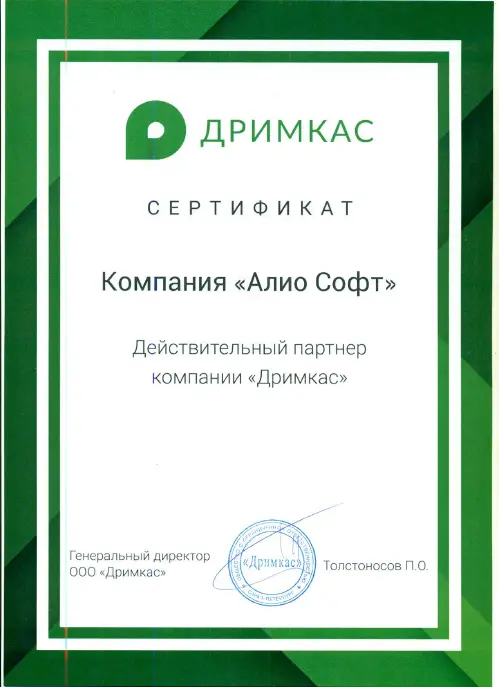 ДРИМКАС
СЕРТИФИКАТ
Компания «Алио Софт»
Действительный партнер
компании «Дримкас»
Генеральный директор
ООО «Дримкас»
«Дримкас»
Толстоносов П.О.